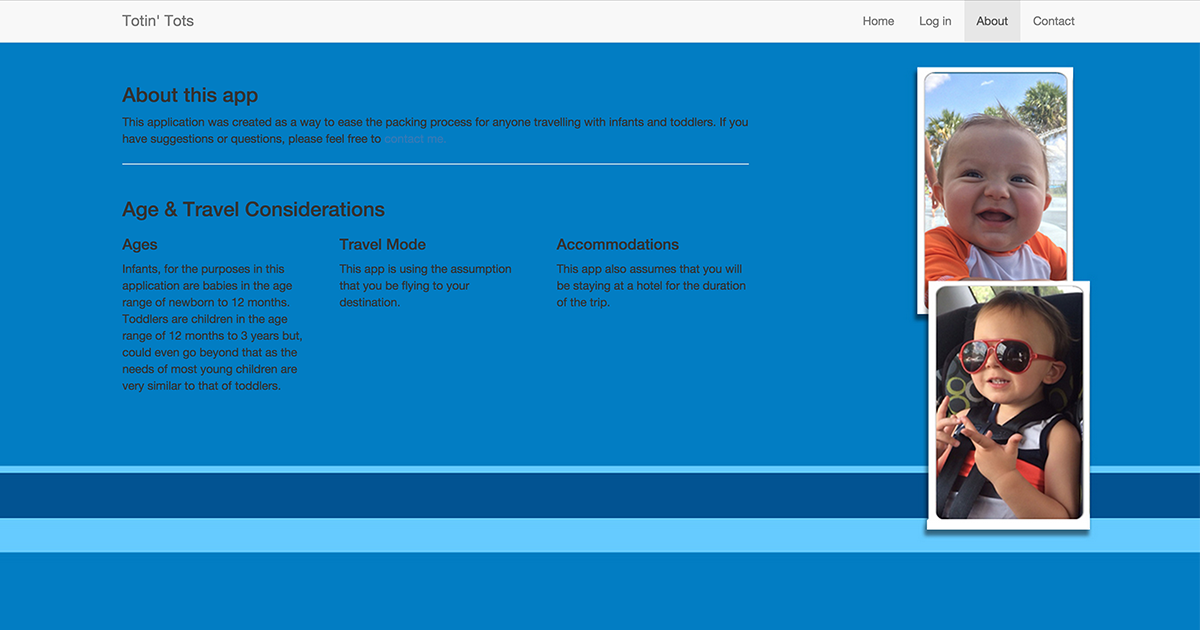 Totin' Tots
Home
Log in
About
Contact
About this app
This application was created as a way to ease the packing process for anyone travelling with infants and toddlers. If you
have suggestions or questions, please feel free to contact me.
Age & Travel Considerations
Ages
Infants, for the purposes in this
application are babies in the age
range of newborn to 12 months.
Toddlers are children in the age
range of 12 months to 3 years but,
could even go beyond that as the
needs of most young children are
very similar to that of toddlers.
Travel Mode
This app is using the assumption
that you be flying to your
destination.
Accommodations
This app also assumes that you will
be staying at a hotel for the duration
of the trip.